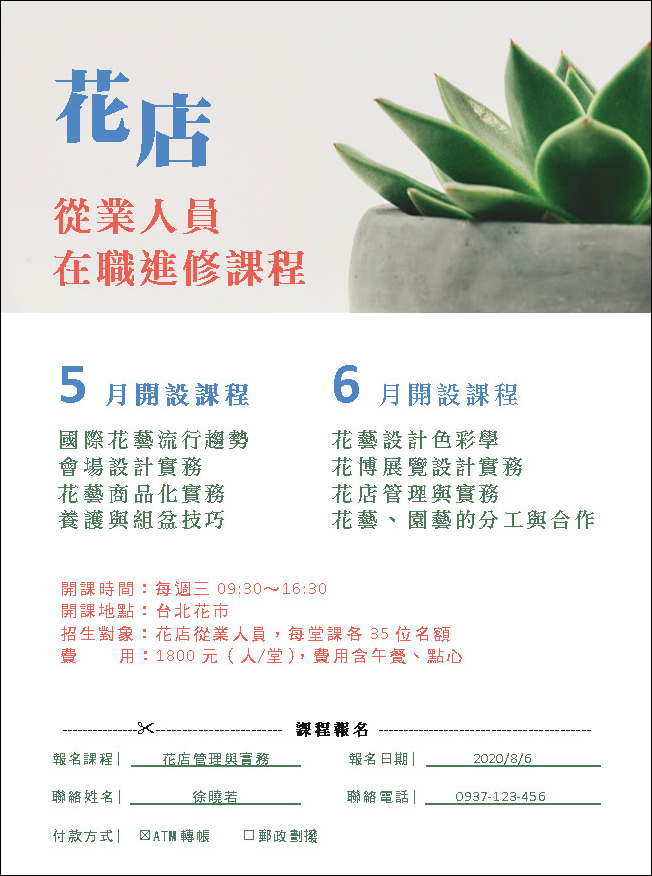 花店
從業人員
在職進修課程
5 月開設課程
國際花藝流行趨勢
會場設計實務
花藝商品化實務
養護與組盆技巧
6 月開設課程
花藝設計色彩學
花博展覽設計實務
花店管理與實務
花藝、園藝的分工與合作
開課時間：每週三 09:30～16:30
開課地點：台北花市
招生對象：花店從業人員，每堂課各 35 位名額
費　　用：1800 元（人/堂），費用含午餐、點心
課程報名
報名課程| 花店管理與實務 報名日期| 2020/8/6
聯絡姓名| 徐曉若 聯絡電話| 0937-123-456
付款方式| ☒ATM 轉帳 ☐郵政劃撥